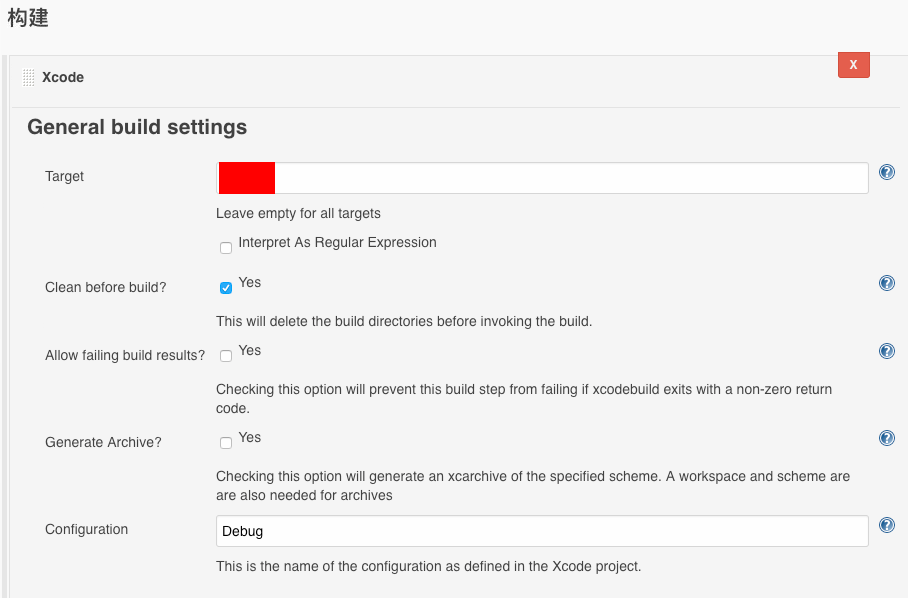 构建
Xcode
X
General build settings
Target
?
Leave empty for all targets
Interpret As Regular Expression
Clean before build?
Yes
?
This will delete the build directories before invoking the build.
Allow failing build results?
Yes
?
Checking this option will prevent this build step from failing if xcodebuild exits with a non-zero return
code.
Generate Archive?
Yes
?
Checking this option will generate an xcarchive of the specified scheme. A workspace and scheme are
are also needed for archives
Configuration
Debug
?
This is the name of the configuration as defined in the Xcode project.